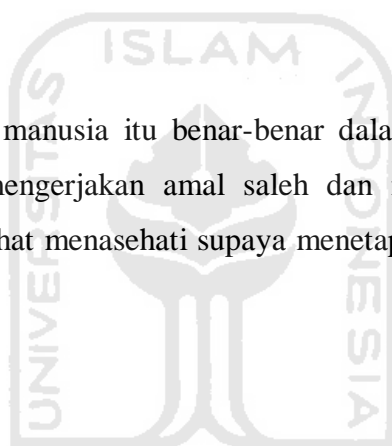 ISLAM
UNIVERSITAS
INDONESIA
manusia itu benar-benar dala
mengerjakan amal saleh dan
hat menasehati supaya menetap